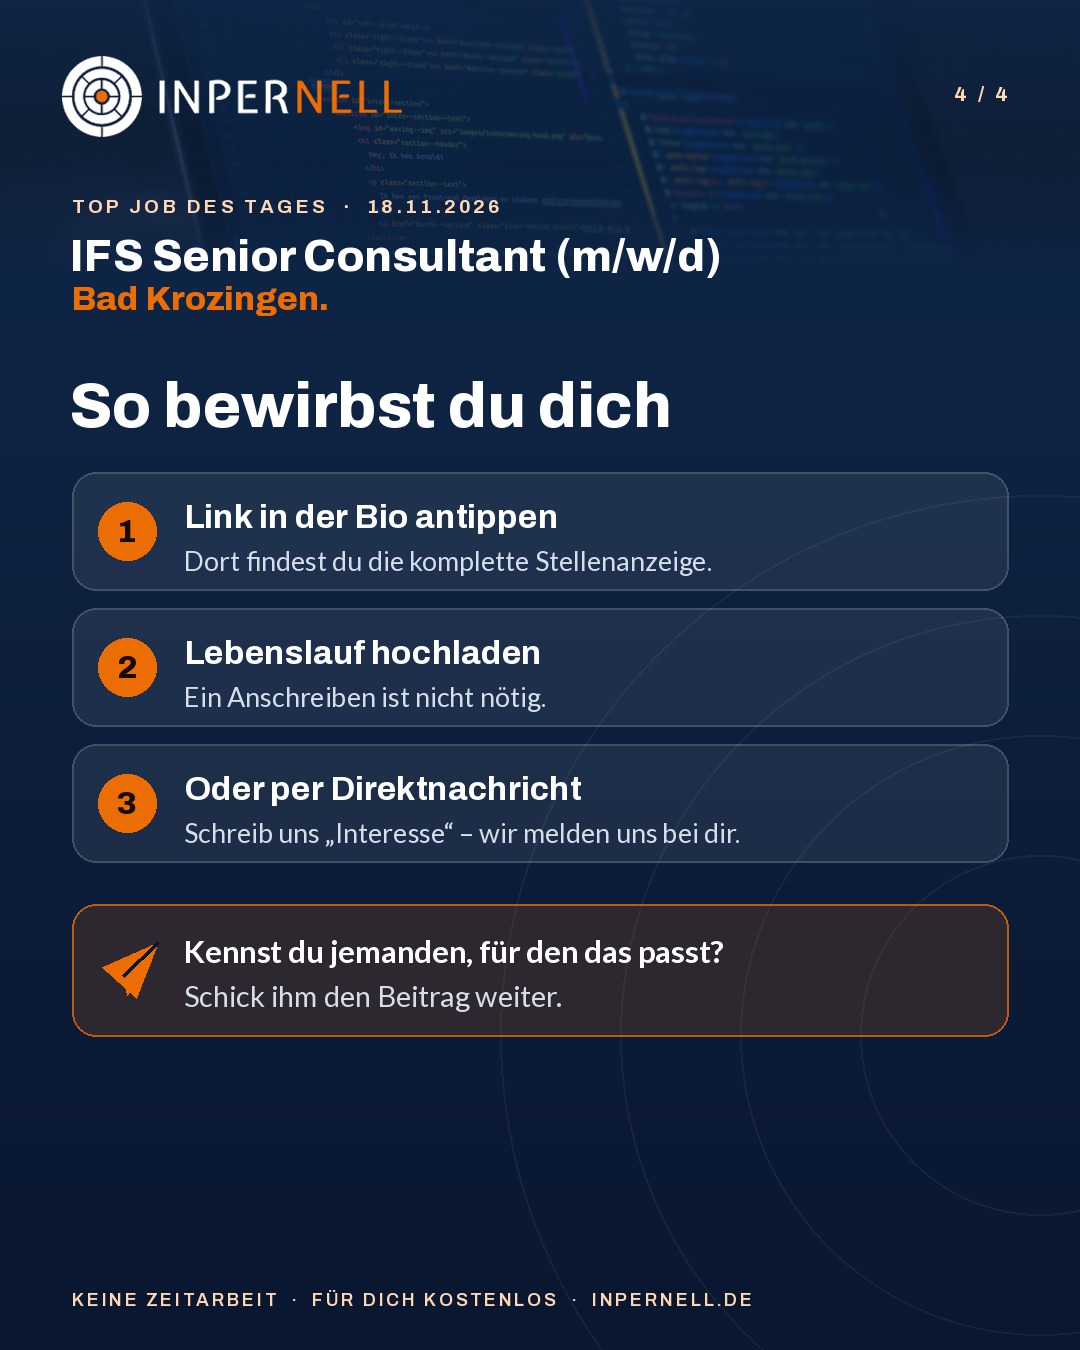 INPERNELL
4 / 4
TOP JOB DES TAGES · 18.11.2026
IFS Senior Consultant (m/w/d)
Bad Krozingen.
So bewirbst du dich
1
Link in der Bio antippen
Dort findest du die komplette Stellenanzeige.
2
Lebenslauf hochladen
Ein Anschreiben ist nicht nötig.
3
Oder per Direktnachricht
Schreib uns „Interesse“ – wir melden uns bei dir.
Kennst du jemanden, für den das passt?
Schick ihm den Beitrag weiter.
KEINE ZEITARBEIT · FÜR DICH KOSTENLOS · INPERNELL.DE